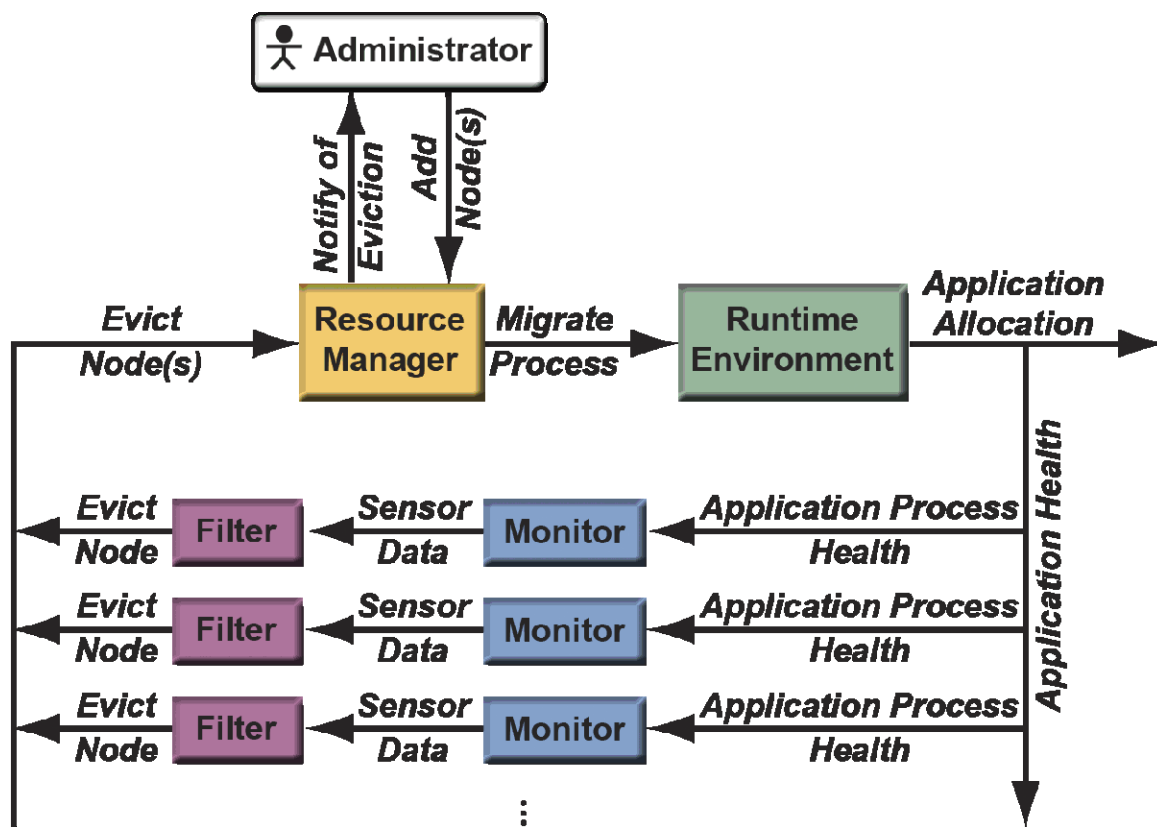 Administrator
Notify of
Eviction
Add
Node(s)
Evict
Node(s)
Resource
Manager
Migrate
Process
Runtime
Environment
Application
Allocation
Application Health
Evict
Node
Filter
Sensor
Data
Monitor
Application Process
Health
Evict
Node
Filter
Sensor
Data
Monitor
Application Process
Health
Evict
Node
Filter
Sensor
Data
Monitor
Application Process
Health
...